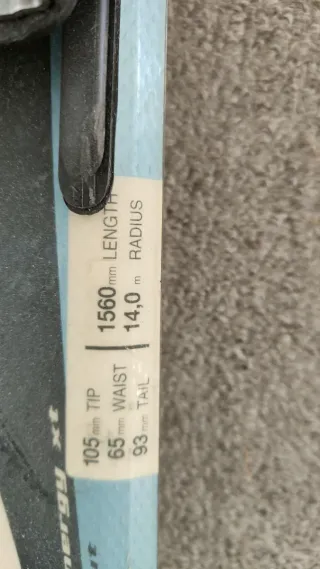 105 mm TIP
65 mm WAIST
93 mm TAIL
1560 mm LENGTH
14,0 m RADIUS